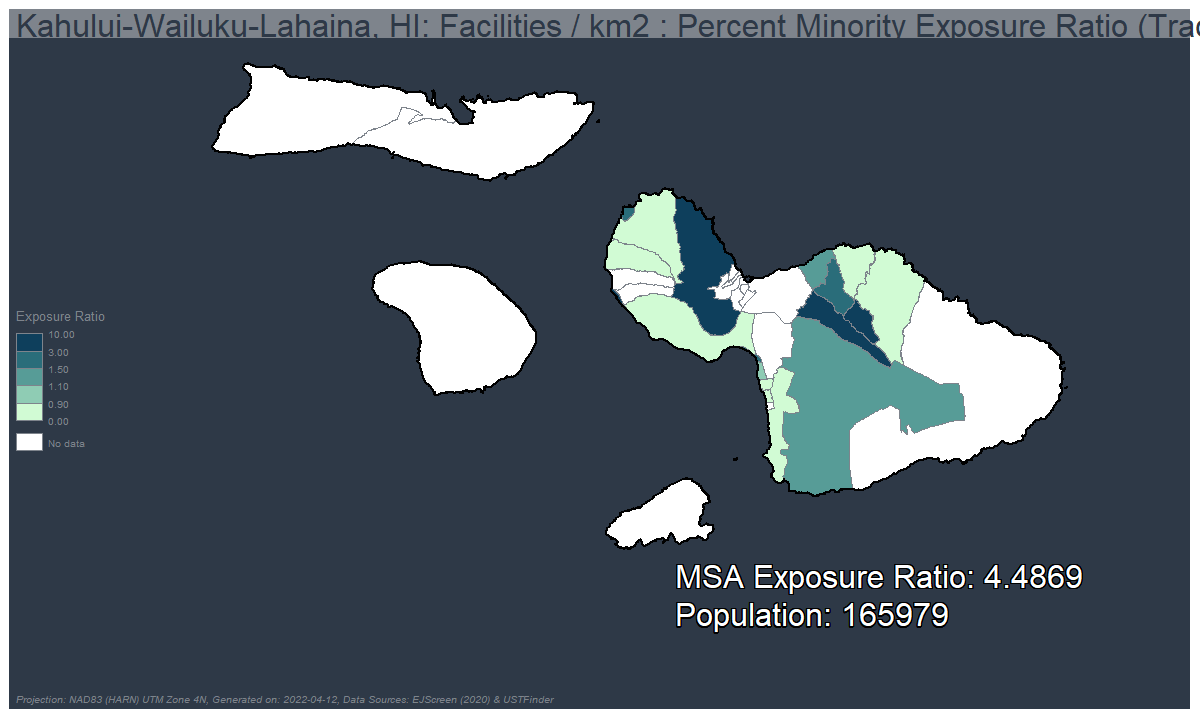 Kahului-Wailuku-Lahaina, HI: Facilities / km2 : Percent Minority Exposure Ratio (Trac
Exposure Ratio
10.00
3.00
1.50
1.10
0.90
0.00
No data
MSA Exposure Ratio: 4.4869
Population: 165979
Projection: NAD83 (HARN) UTM Zone 4N, Generated on: 2022-04-12, Data Sources: EJScreen (2020) & USTFinder